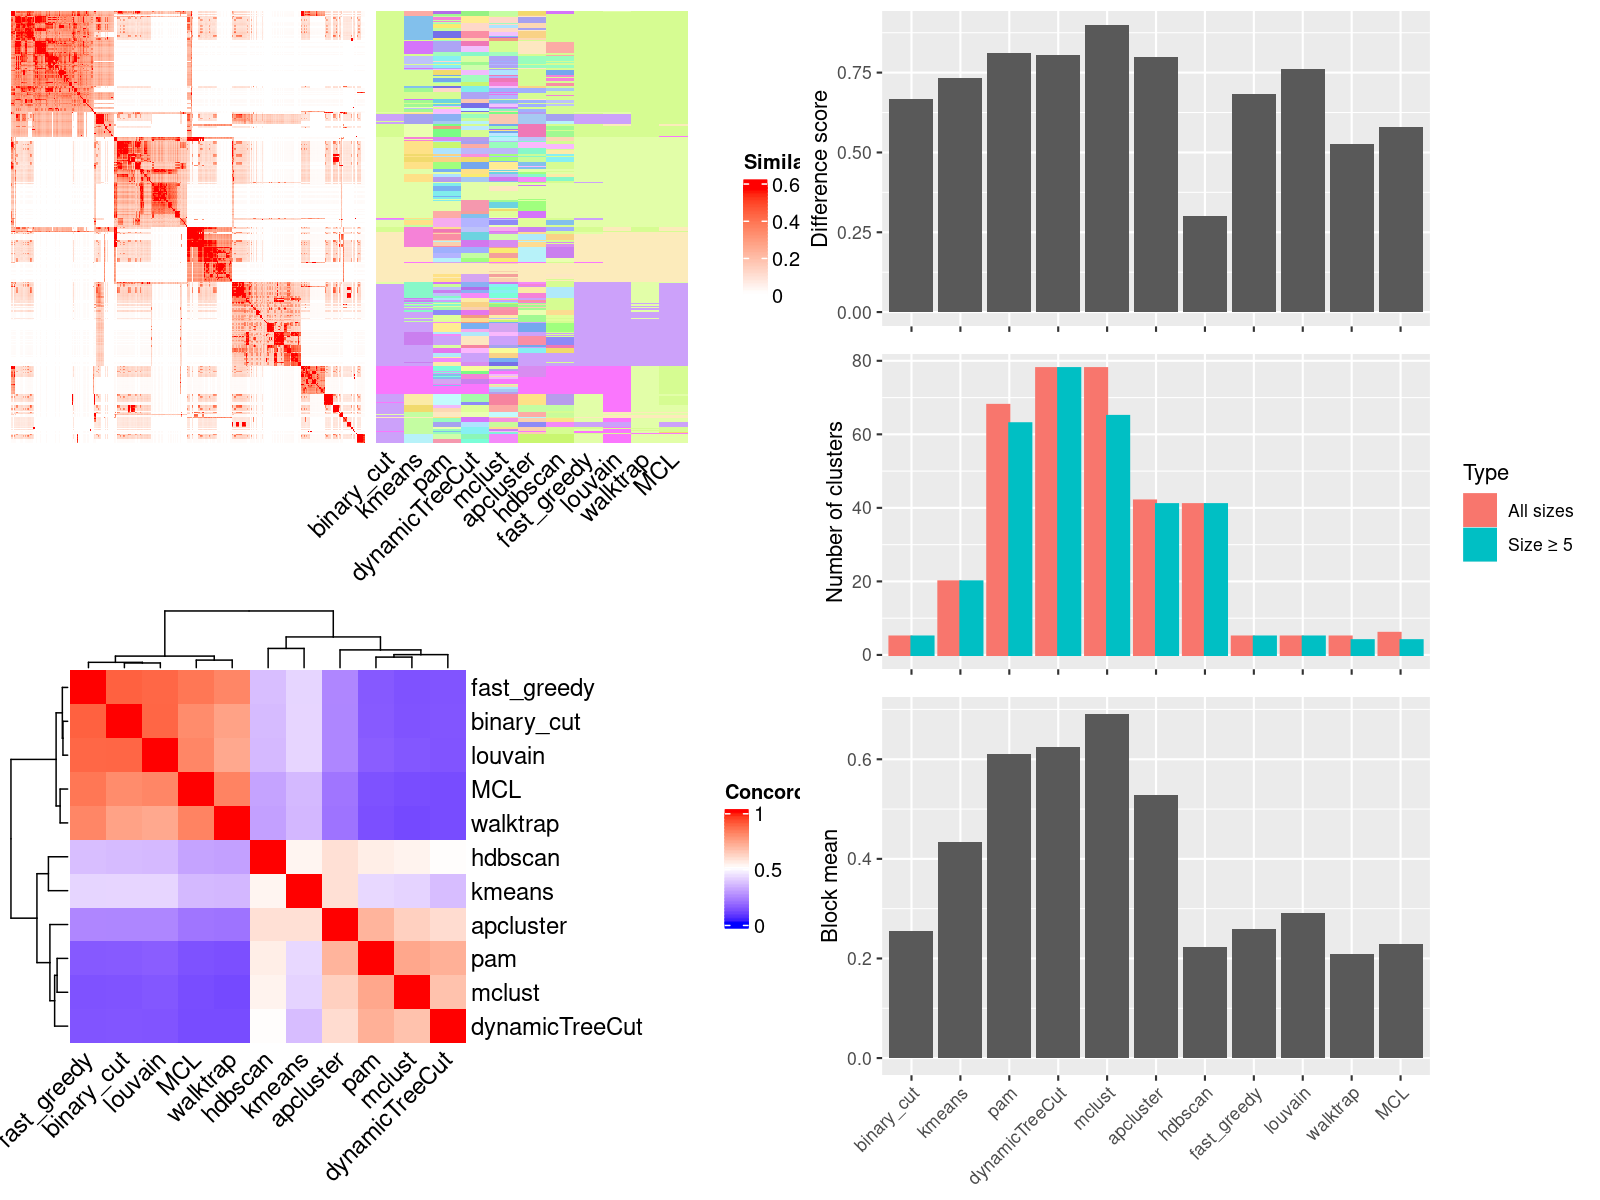 Simila
0.6
0.4
0.2
0
binary_cut
kmeans
pam
dynamicTreeCut
mclust
apcluster
hdbscan
fast_greedy
louvain
walktrap
MCL
fast_greedy
binary_cut
louvain
MCL
walktrap
hdbscan
kmeans
apcluster
pam
mclust
dynamicTreeCut
fast_greedy
binary_cut
louvain
MCL
walktrap
hdbscan
kmeans
apcluster
pam
mclust
dynamicTreeCut
Concord
1
0.5
0
Difference score
0.75
0.50
0.25
0.00
Number of clusters
80
60
40
20
0
Type
All sizes
Size ≥ 5
Block mean
0.6
0.4
0.2
0.0
binary_cut
kmeans
pam
dynamicTreeCut
mclust
apcluster
hdbscan
fast_greedy
louvain
walktrap
MCL